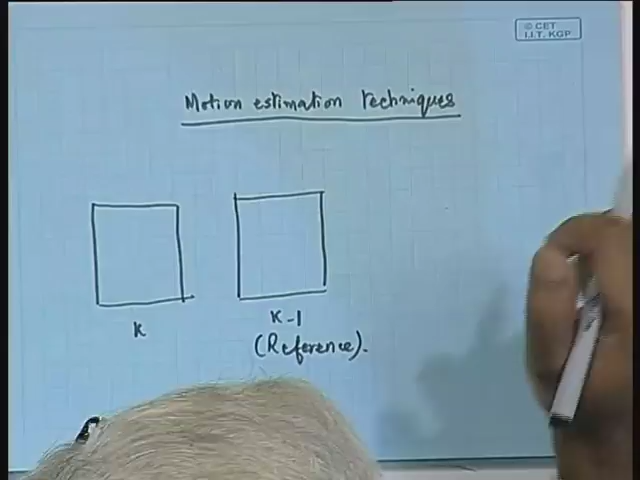 © CET
I.I.T. KGP
Motion estimation techniques
K
K-1
(Reference).